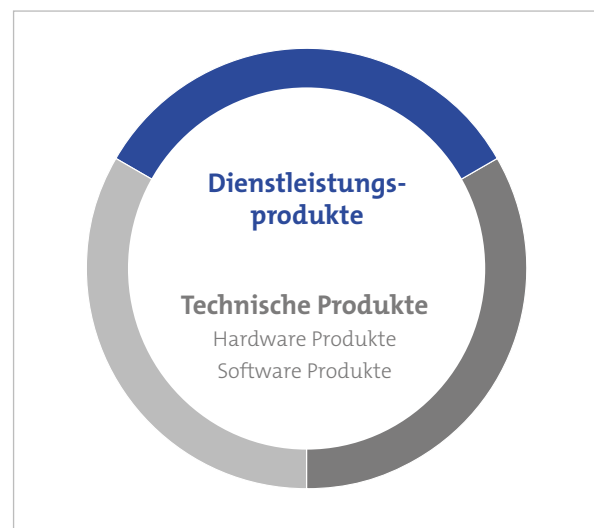 Dienstleistungs-
produkte
Technische Produkte
Hardware Produkte
Software Produkte